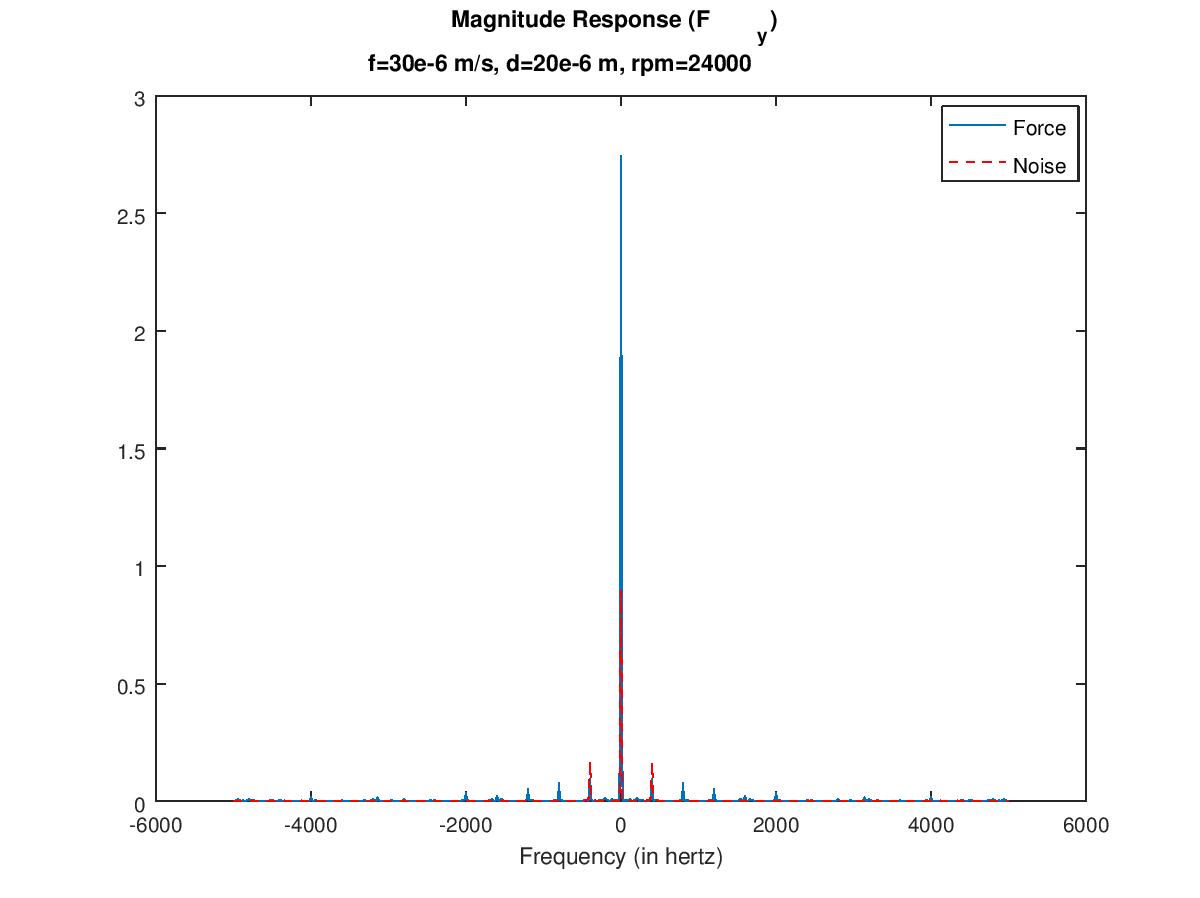 Magnitude Response (F y)
f=30e-6 m/s, d=20e-6 m, rpm=24000
3
2.5
2
1.5
1
0.5
0
Force
Noise
-6000 -4000 -2000 0 2000 4000 6000
Frequency (in hertz)